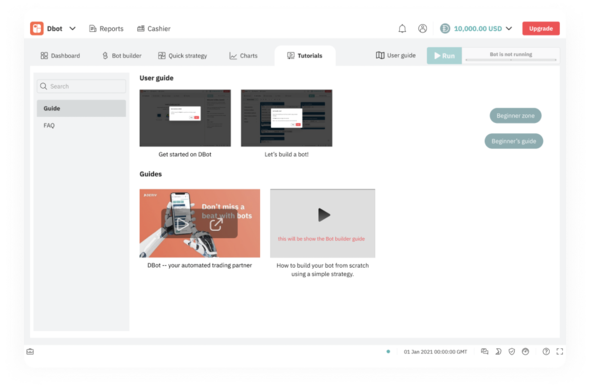 Dbot
Reports
Cashier
10,000.00 USD
Upgrade
Dashboard
Bot builder
Quick strategy
Charts
Tutorials
User guide
Run
Bot is not running
Search
Guide
FAQ
User guide
Get started on DBot
Let's build a bot!
Beginner zone
Beginner's guide
Guides
Don't miss a
beat with bots
this will be show the Bot builder guide
DBot — your automated trading partner
How to build your bot from scratch
using a simple strategy.
01 Jan 2021 00:00:00 GMT